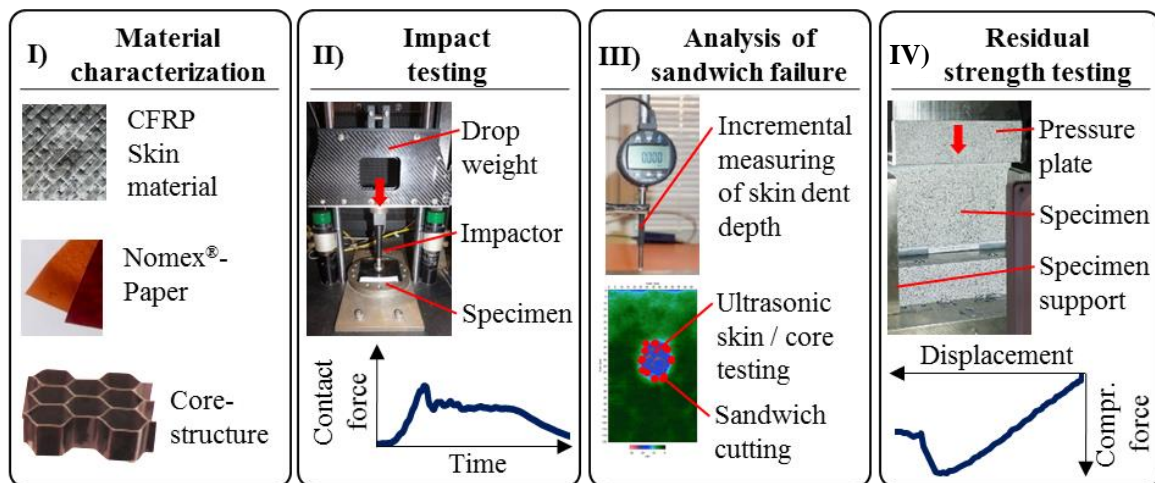 I) Material
characterization
CFRP
Skin
material
Nomex®-
Paper
Core-
structure
II) Impact
testing
Drop
weight
Impactor
Specimen
Contact
force
Time
III) Analysis of
sandwich failure
0.000
Incremental
measuring
of skin dent
depth
Ultrasonic
skin / core
testing
Sandwich
cutting
IV) Residual
strength testing
Pressure
plate
Specimen
Specimen
support
Displacement
Compr.
force